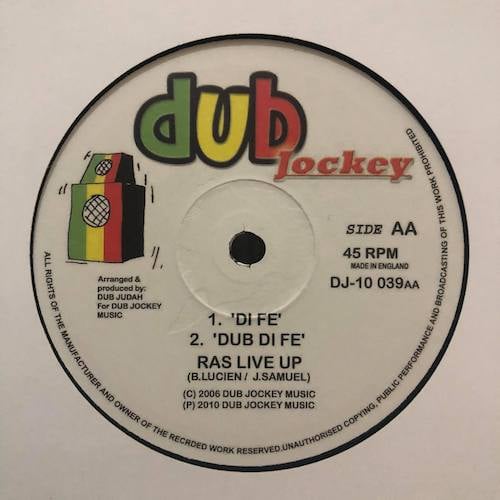 dub
Jockey
SIDE AA
45 RPM
MADE IN ENGLAND
DJ-10 039AA
Arranged &
produced by:
DUB JUDAH
For DUB JOCKEY
MUSIC
1. 'DI FE'
2. 'DUB DI FE'
RAS LIVE UP
(B.LUCIEN / J.SAMUEL)
(C) 2006 DUB JOCKEY MUSIC
(P) 2010 DUB JOCKEY MUSIC
ALL RIGHTS OF THE MANUFACTURER AND OWNER OF THE RECRDED WORK RESERVED.UNAUTHORISED COPYING, PUBLIC PERFORMANCE AND BROADCASTING OF THIS WORK PROHIBITED